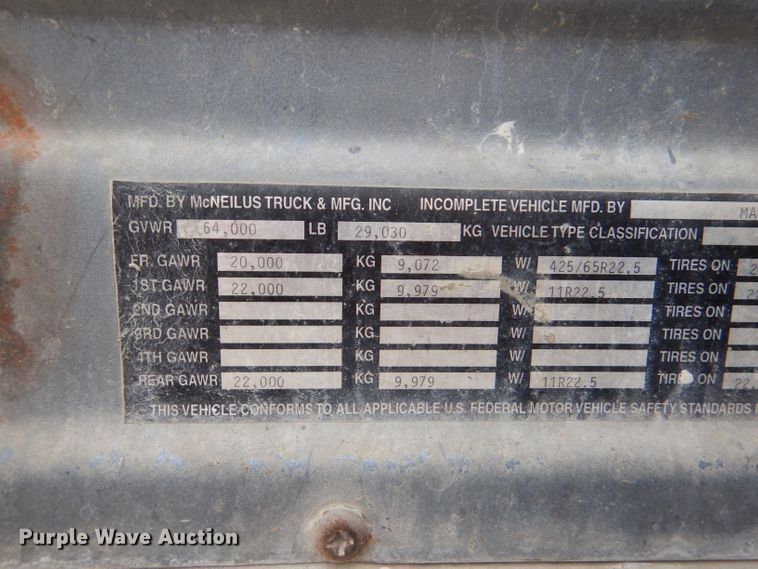 MFD. BY McNEILUS TRUCK & MFG. INC INCOMPLETE VEHICLE MFD. BY MA
GVWR 64,000 LB 29,030 KG VEHICLE TYPE CLASSIFICATION
FR. GAWR 20,000 KG 9,072 W/ 425/65R22.5 TIRES ON 2
1ST GAWR 22,000 KG 9,979 W/ 11R22.5 TIRES ON 2
2ND GAWR KG W/ TIRES ON
3RD GAWR KG W/ TIRES ON
4TH GAWR KG W/ TIRES ON
REAR GAWR 22,000 KG 9,979 W/ 11R22.5 TIRES ON 22.
THIS VEHICLE CONFORMS TO ALL APPLICABLE U.S. FEDERAL MOTOR VEHICLE SAFETY STANDARDS
Purple Wave Auction